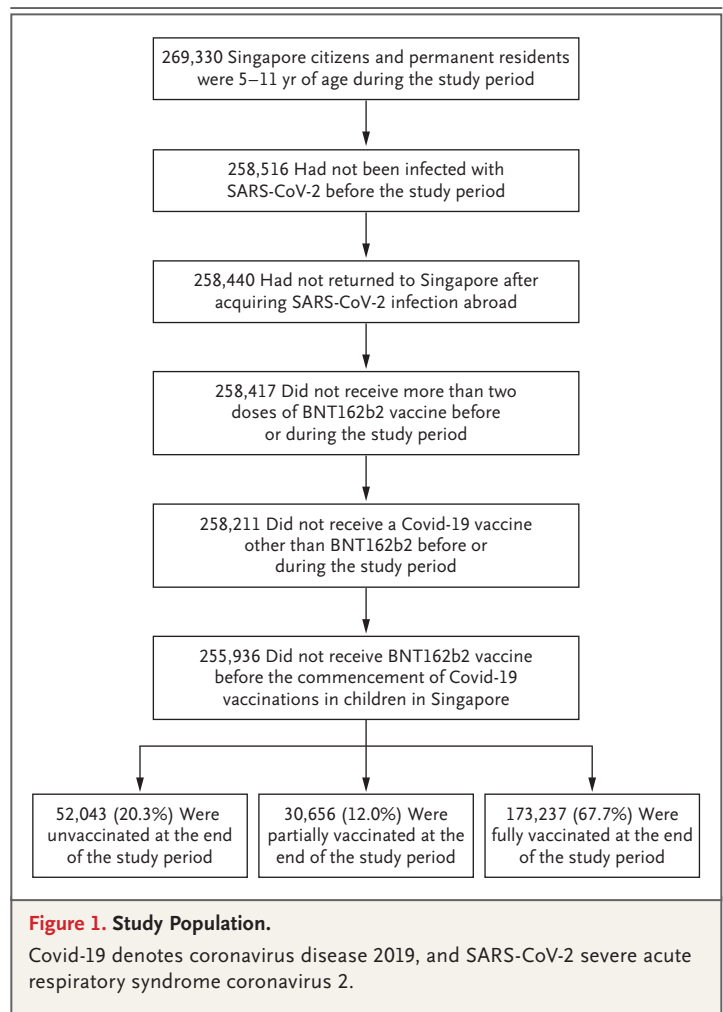 269,330 Singapore citizens and permanent residents
were 5–11 yr of age during the study period
258,516 Had not been infected with
SARS-CoV-2 before the study period
258,440 Had not returned to Singapore after
acquiring SARS-CoV-2 infection abroad
258,417 Did not receive more than two
doses of BNT162b2 vaccine before
or during the study period
258,211 Did not receive a Covid-19 vaccine
other than BNT162b2 before or
during the study period
255,936 Did not receive BNT162b2 vaccine
before the commencement of Covid-19
vaccinations in children in Singapore
52,043 (20.3%) Were
unvaccinated at the end
of the study period
30,656 (12.0%) Were
partially vaccinated at the
end of the study period
173,237 (67.7%) Were
fully vaccinated at the end
of the study period
Figure 1. Study Population.
Covid-19 denotes coronavirus disease 2019, and SARS-CoV-2 severe acute
respiratory syndrome coronavirus 2.